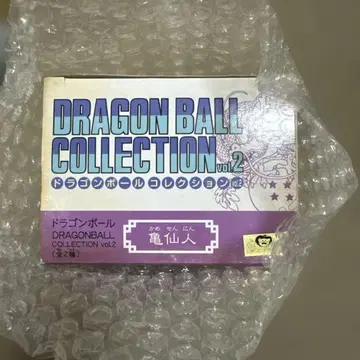 DRAGON BALL
COLLECTION vol.2
ドラゴンボールコレクション
ドラゴンボール
DRAGONBALL
COLLECTION vol.2
(全2種)
かめ せん にん
亀仙人